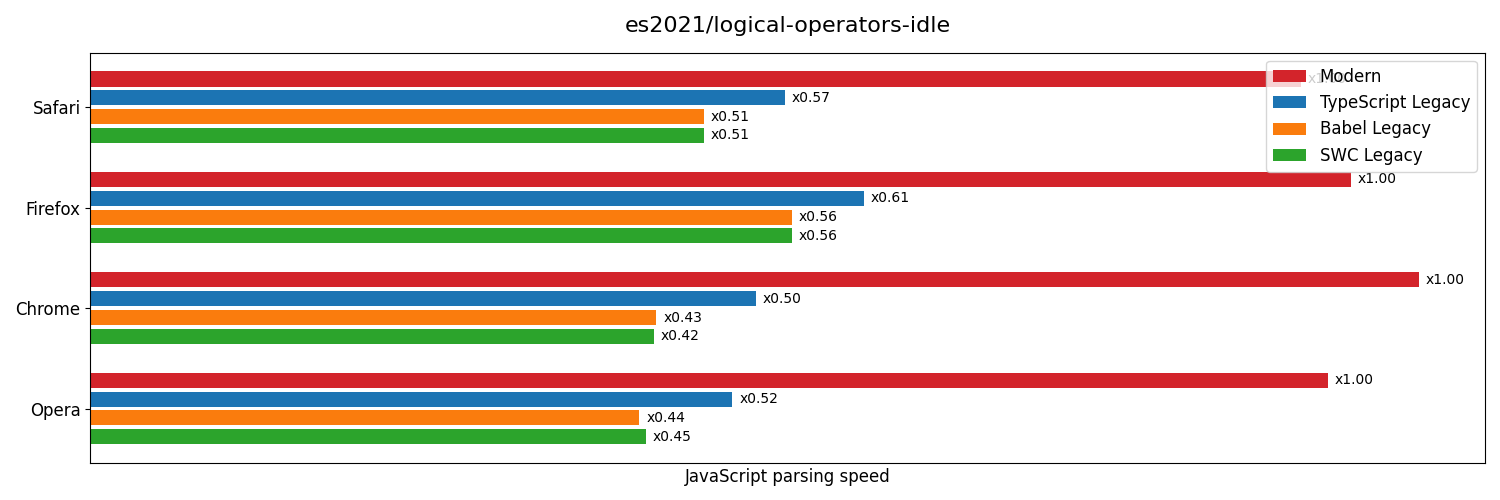 es2021/logical-operators-idle
Modern
TypeScript Legacy
Babel Legacy
SWC Legacy
Safari
x0.57
x0.51
x0.51
Firefox
x1.00
x0.61
x0.56
x0.56
Chrome
x1.00
x0.50
x0.43
x0.42
Opera
x1.00
x0.52
x0.44
x0.45
JavaScript parsing speed